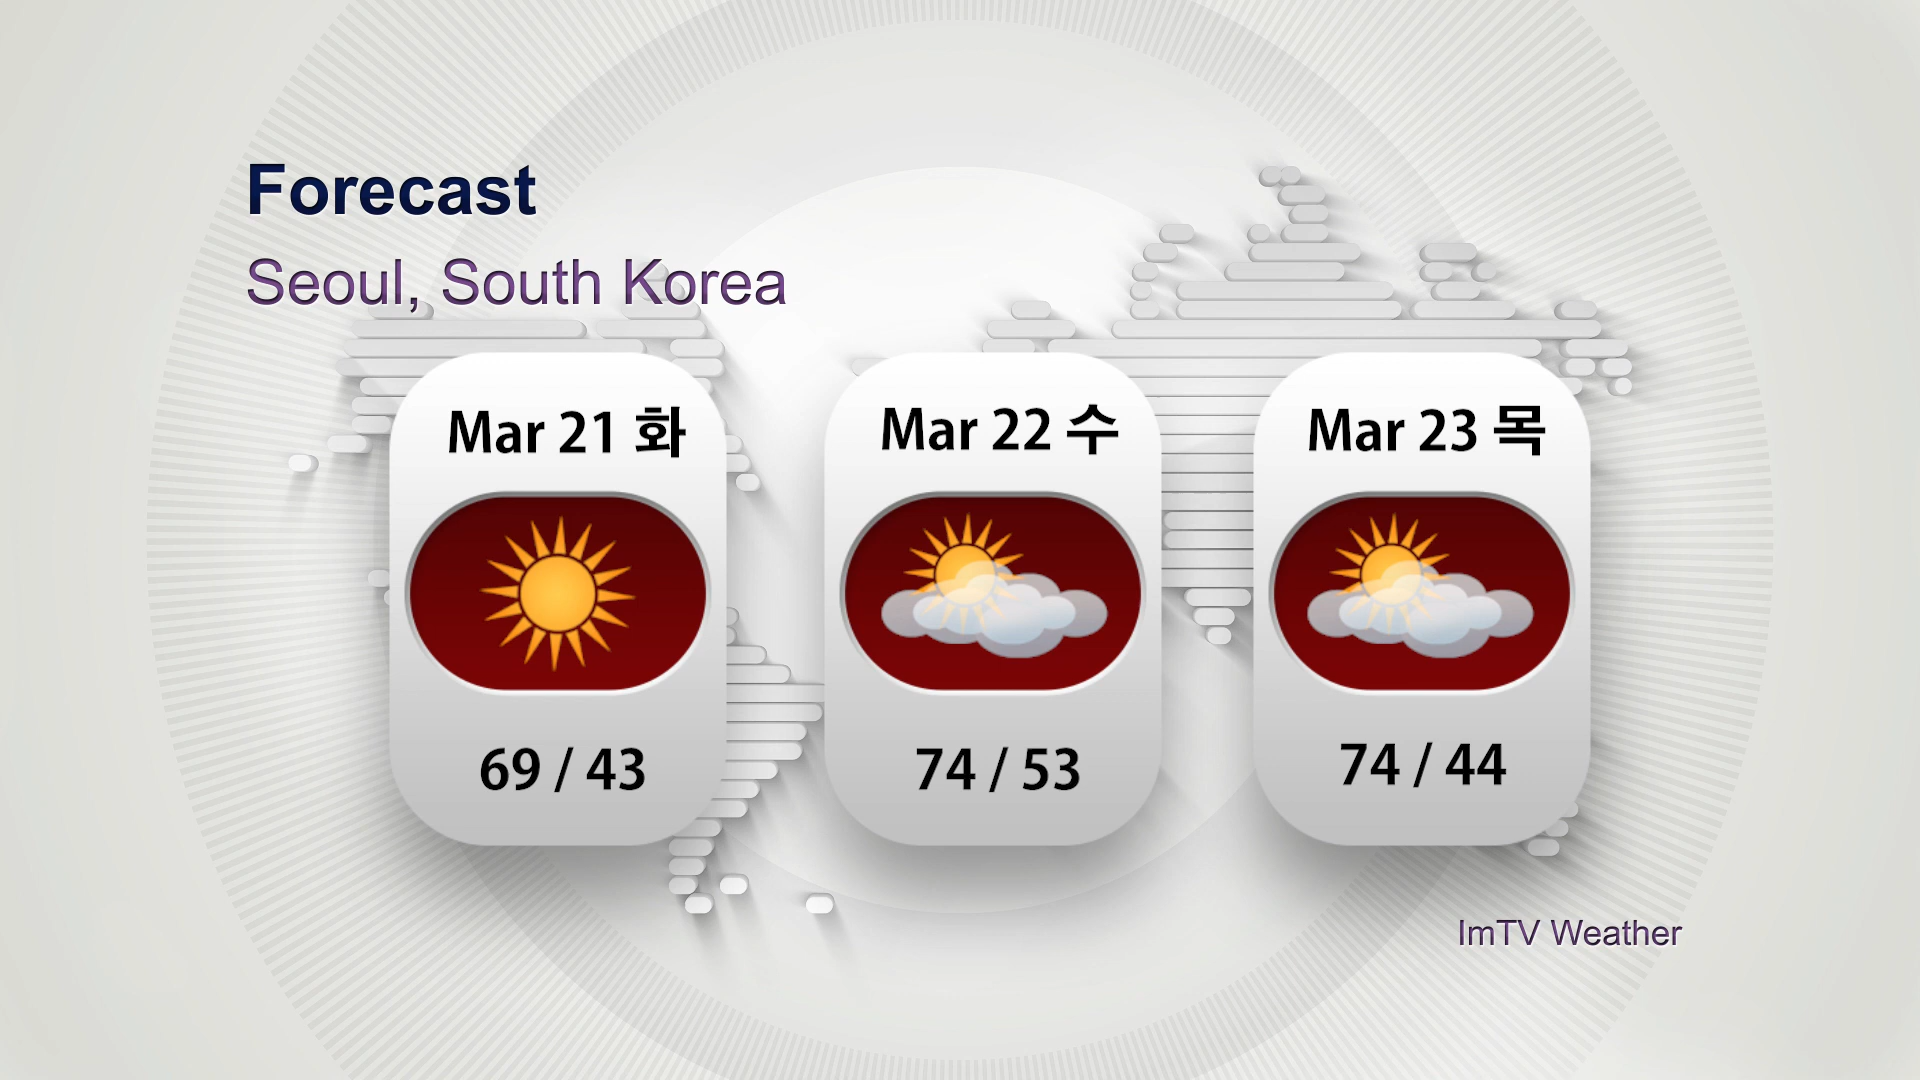 Forecast
Seoul, South Korea
Mar 21 화
Mar 22 수
Mar 23 목
69 / 43
74 / 53
74 / 44
ImTV Weather